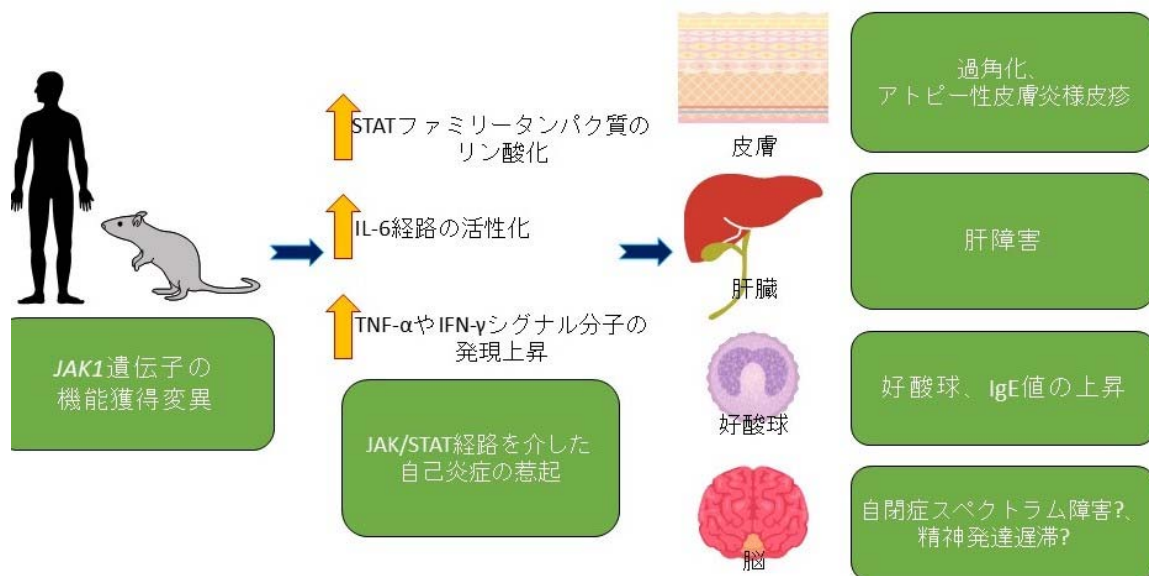 JAK1遺伝子の
機能獲得変異
STATファミリータンパク質の
リン酸化
IL-6経路の活性化
TNF-αやIFN-γシグナル分子の
発現上昇
JAK/STAT経路を介した
自己炎症の惹起
皮膚
過角化、
アトピー性皮膚炎様皮疹
肝臓
肝障害
好酸球
好酸球、IgE値の上昇
脳
自閉症スペクトラム障害?、
精神発達遅滞?